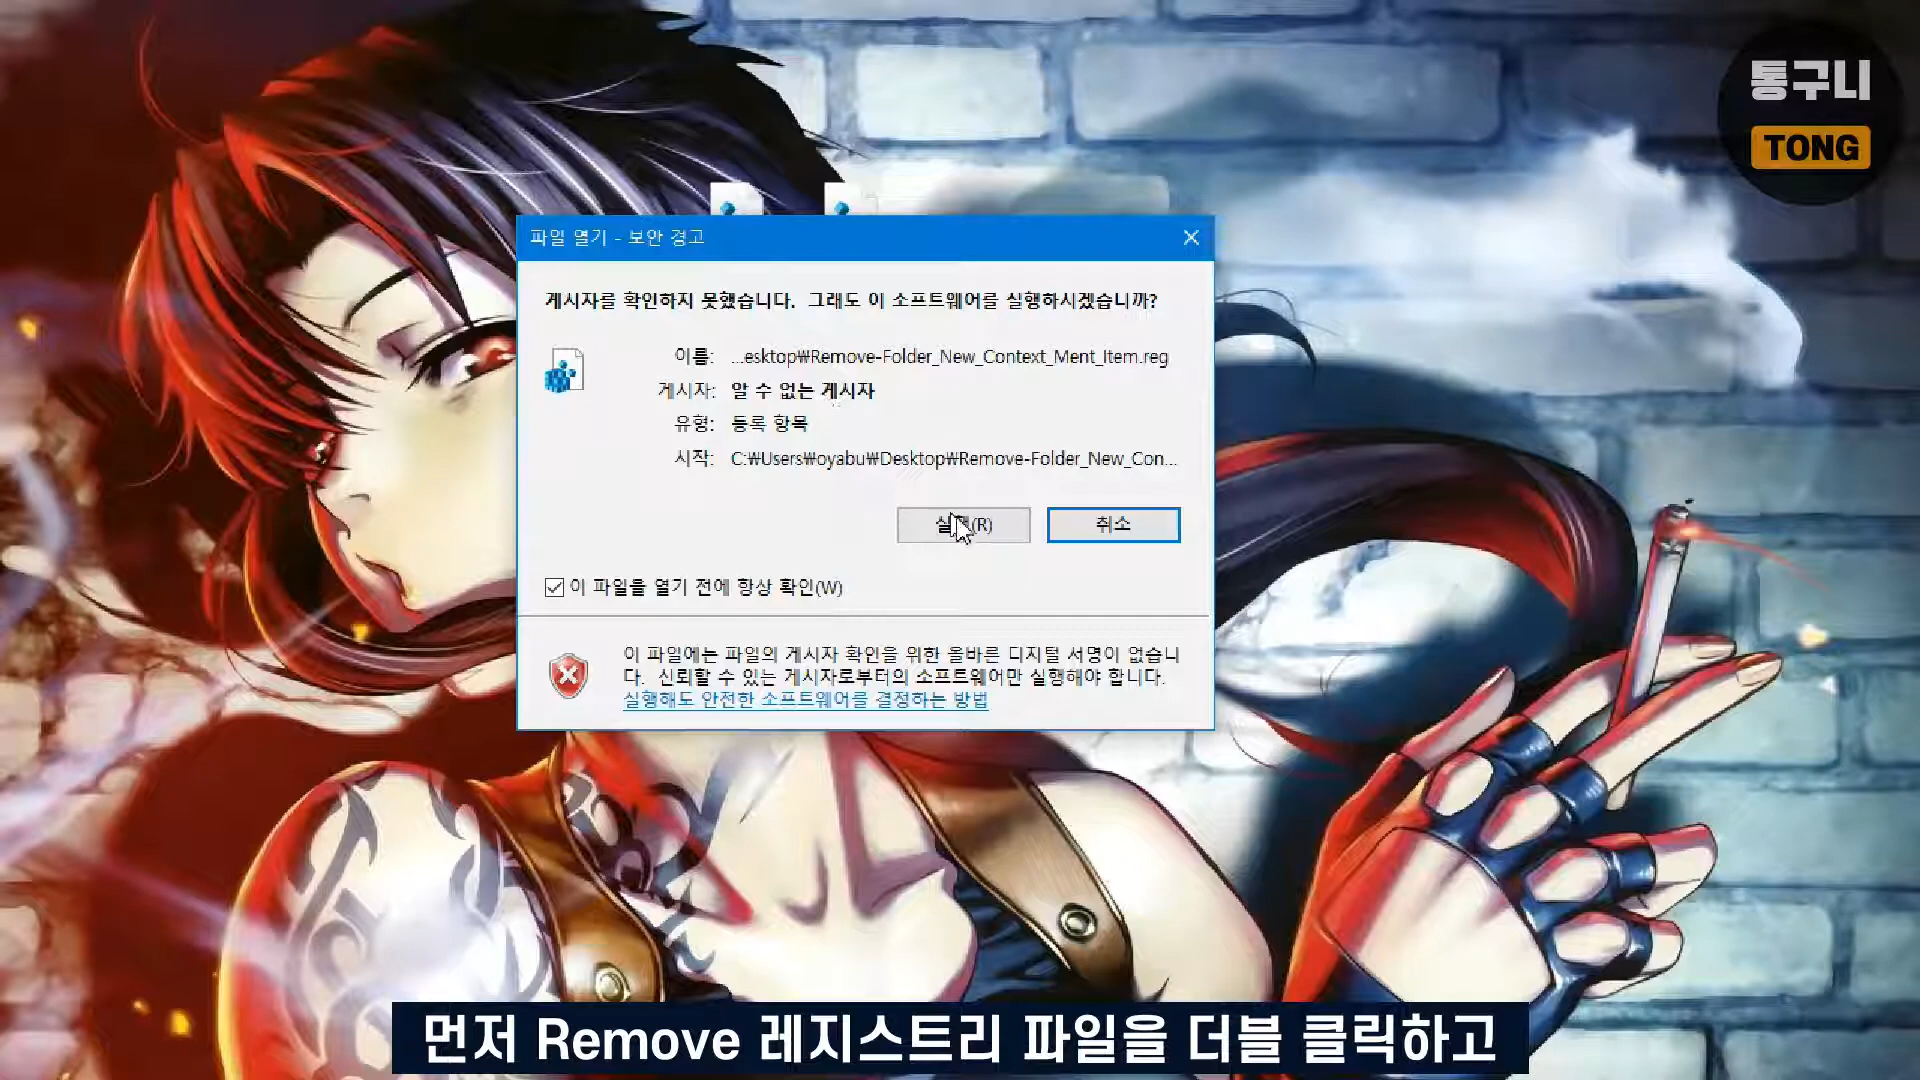 통구니
TONG
파일 열기 - 보안 경고
게시자를 확인하지 못했습니다. 그래도 이 소프트웨어를 실행하시겠습니까?
이름: ...esktop₩Remove-Folder_New_Context_Ment_Item.reg
게시자: 알 수 없는 게시자
유형: 등록 항목
시작: C:₩Users₩oyabu₩Desktop₩Remove-Folder_New_Con...
(R) 취소
이 파일을 열기 전에 항상 확인(W)
이 파일에는 파일의 게시자 확인을 위한 올바른 디지털 서명이 없습니
다. 신뢰할 수 있는 게시자로부터의 소프트웨어만 실행해야 합니다.
실행해도 안전한 소프트웨어를 결정하는 방법
먼저 Remove 레지스트리 파일을 더블 클릭하고